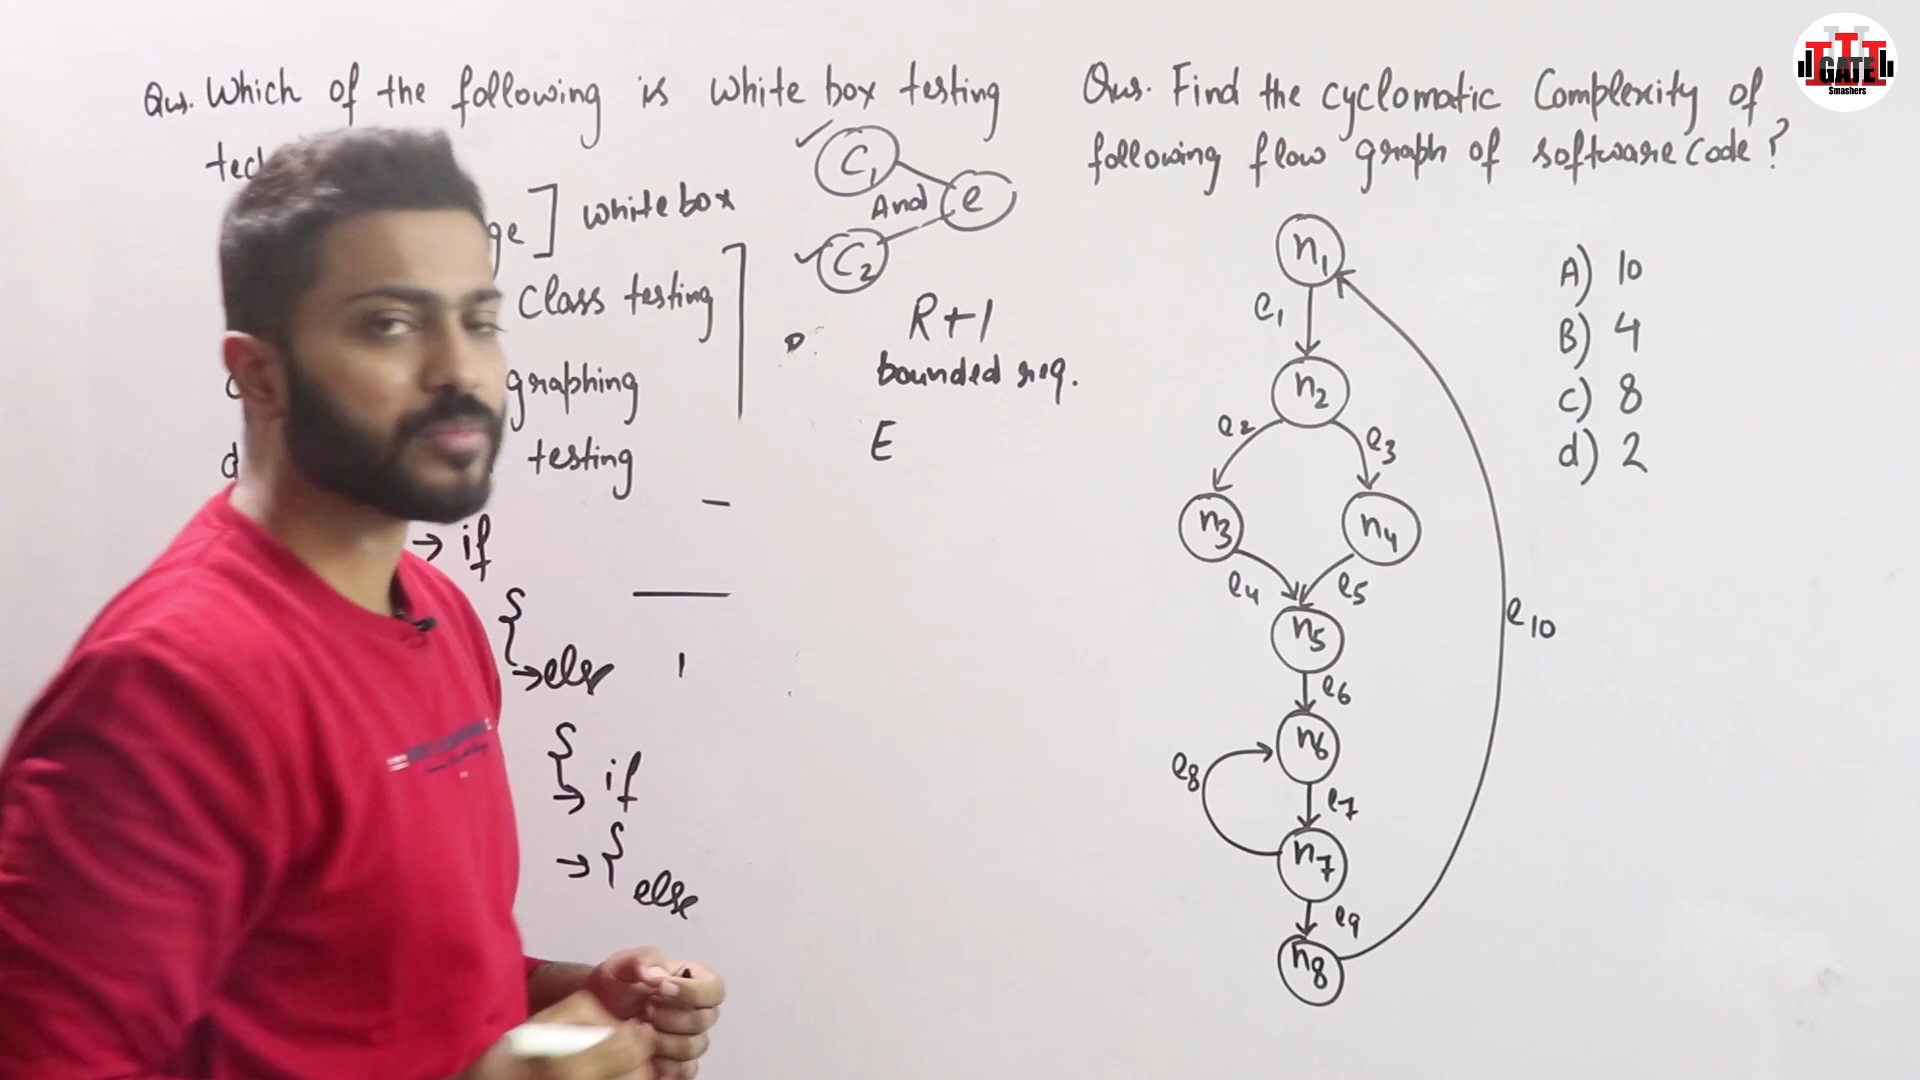 Qus. Which of the following is white box testing
ge ] white box
Class testing
graphing
d testing
→ if
{
→ else
{
→ if
→ {
else
C1
And e
C2
R+1
bounded reg.
E
Qus. Find the cyclomatic Complexity of
following flow graph of software code?
n1
e1
n2
e2 e3
n3 n4
e4 e5
n5
e6
n6
e8 e7
n7
e9
n8
e10
A) 10
B) 4
C) 8
d) 2
GATE
Smashers